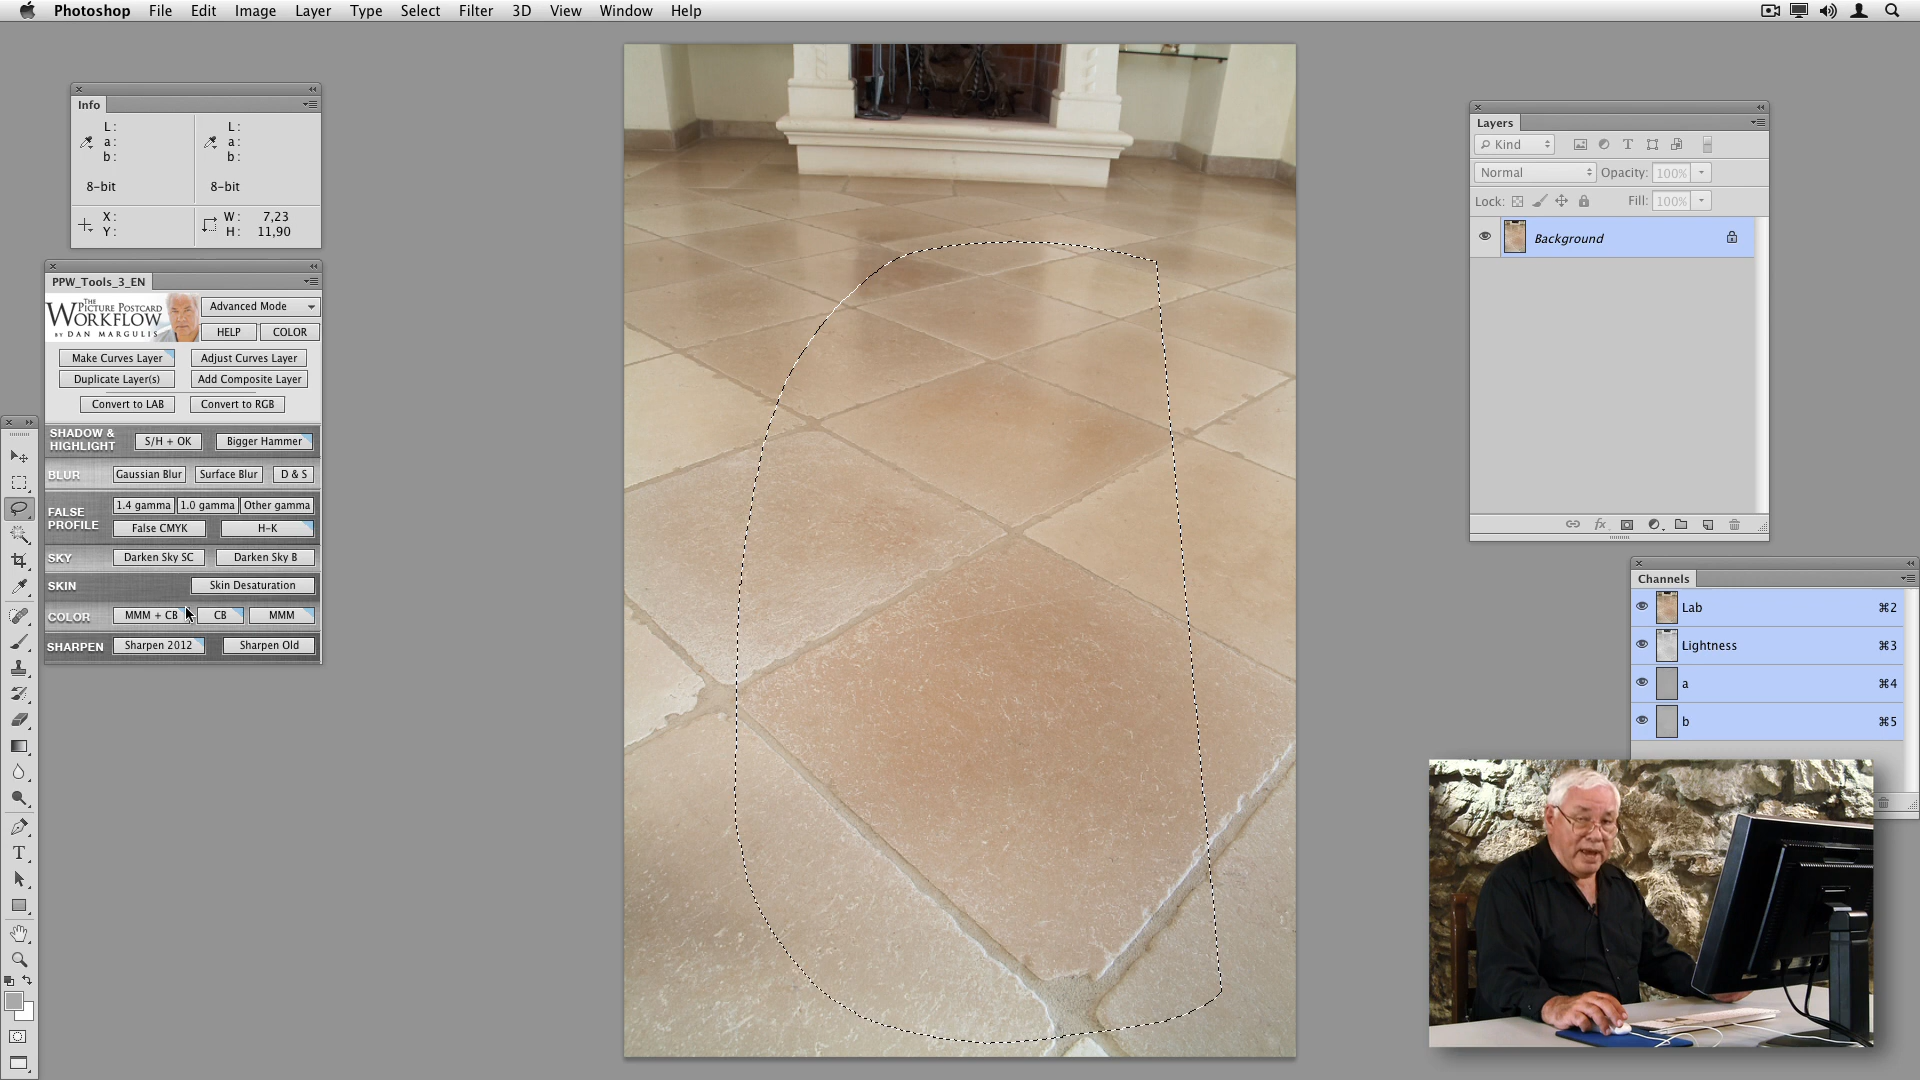 Photoshop File Edit Image Layer Type Select Filter 3D View Window Help
Info
L : L :
a : a :
b : b :
8-bit 8-bit
X : W : 7,23
Y : H : 11,90
PPW_Tools_3_EN
THE
PICTURE POSTCARD
WORKFLOW
BY DAN MARGULIS
Advanced Mode
HELP COLOR
Make Curves Layer Adjust Curves Layer
Duplicate Layer(s) Add Composite Layer
Convert to LAB Convert to RGB
SHADOW &
HIGHLIGHT
S/H + OK Bigger Hammer
BLUR Gaussian Blur Surface Blur D & S
FALSE
PROFILE
1.4 gamma 1.0 gamma Other gamma
False CMYK H-K
SKY Darken Sky SC Darken Sky B
SKIN Skin Desaturation
COLOR MMM + CB CB MMM
SHARPEN Sharpen 2012 Sharpen Old
Layers
Kind
Normal Opacity: 100%
Lock: Fill: 100%
Background
Channels
Lab ⌘2
Lightness ⌘3
a ⌘4
b ⌘5